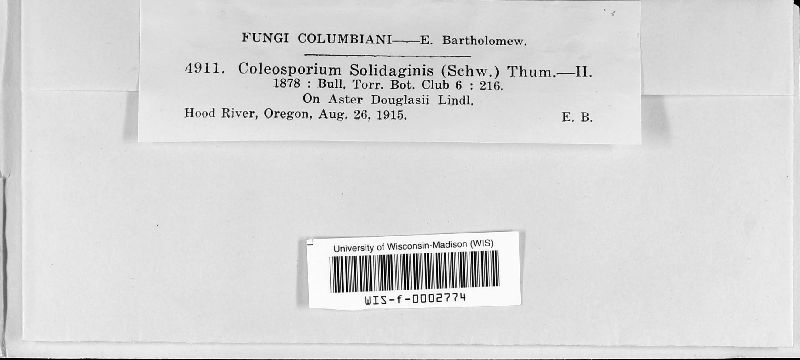 FUNGI COLUMBIANI——E. Bartholomew.
4911. Coleosporium Solidaginis (Schw.) Thum.—II.
1878 : Bull. Torr. Bot. Club 6 : 216.
On Aster Douglasii Lindl.
Hood River, Oregon, Aug. 26, 1915. E. B.
University of Wisconsin-Madison (WIS)
WIS-f-0002774